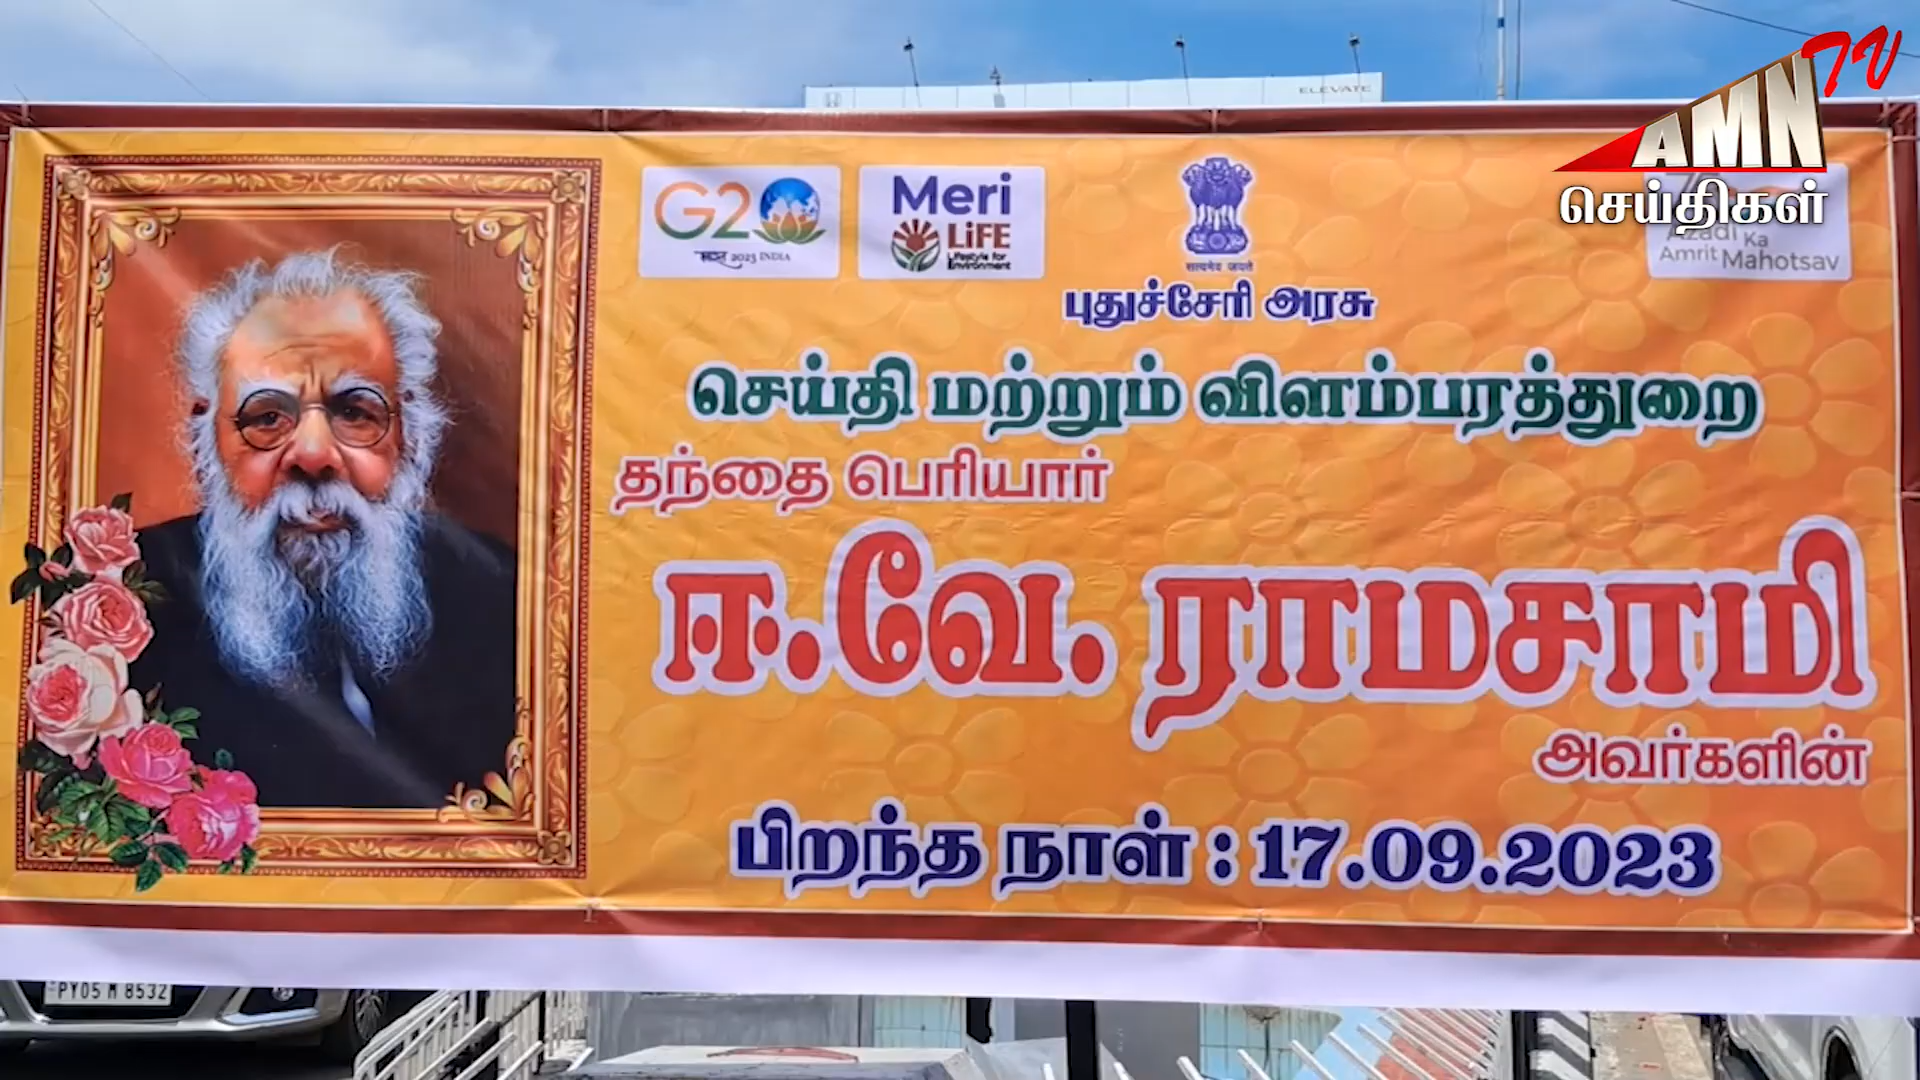 ELEVATE
AMN TV
செய்திகள்
G20
भारत 2023 INDIA
Meri
LiFE
Lifestyle for
Environment
सत्यमेव जयते
Azadi Ka
Amrit Mahotsav
புதுச்சேரி அரசு
செய்தி மற்றும் விளம்பரத்துறை
தந்தை பெரியார்
ஈ.வே. ராமசாமி
அவர்களின்
பிறந்த நாள் : 17.09.2023
PY05 M 8532